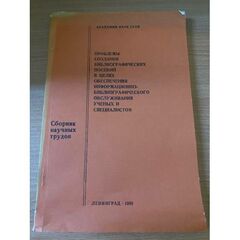 АКАДЕМИЯ НАУК СССР
ПРОБЛЕМЫ
СОЗДАНИЯ
БИБЛИОГРАФИЧЕСКИХ
ПОСОБИЙ
В ЦЕЛЯХ
ОБЕСПЕЧЕНИЯ
ИНФОРМАЦИОННО-
БИБЛИОГРАФИЧЕСКОГО
ОБСЛУЖИВАНИЯ
УЧЕНЫХ И
СПЕЦИАЛИСТОВ
Сборник
научных
трудов
ЛЕНИНГРАД